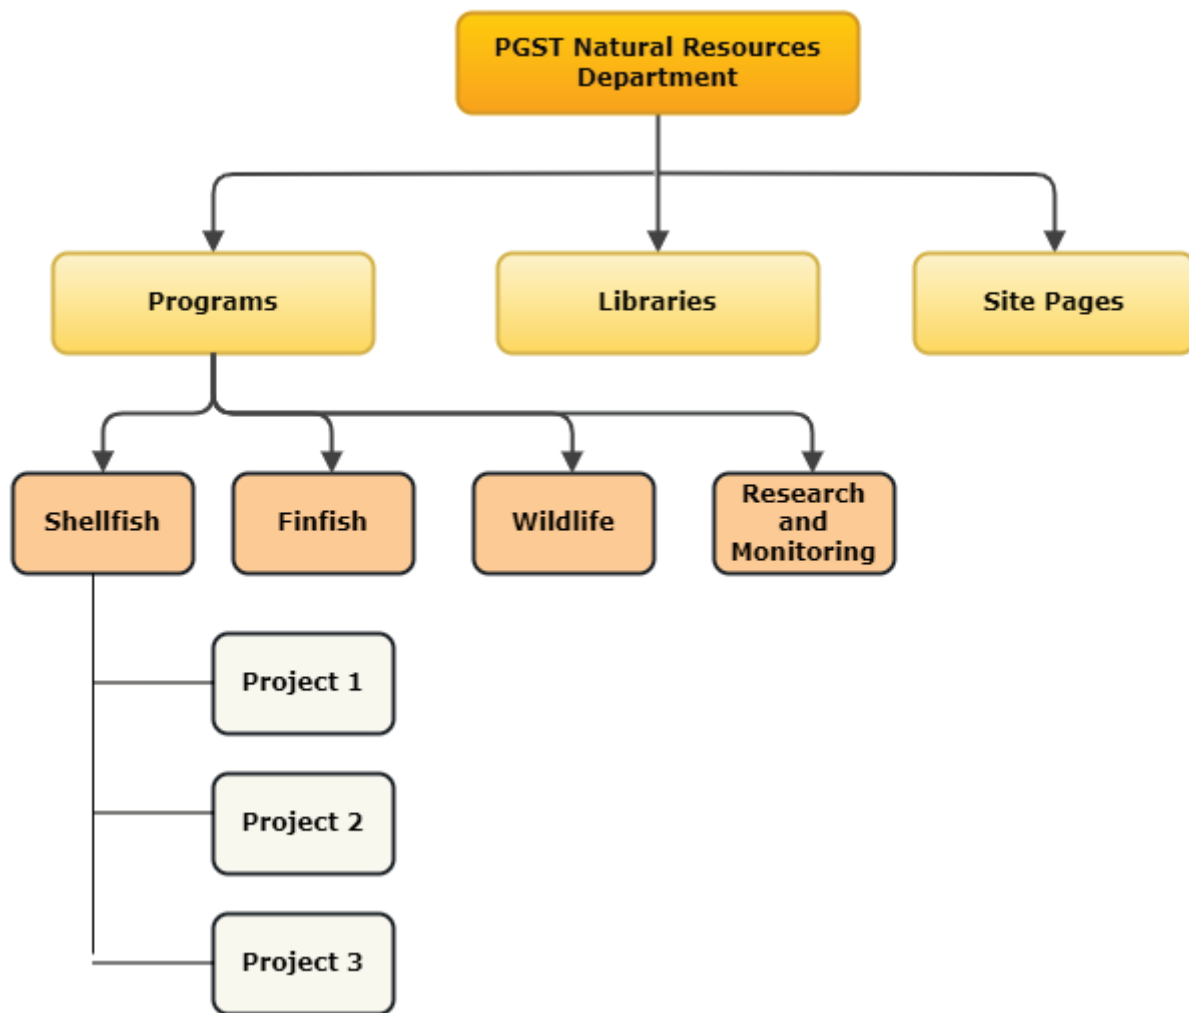 PGST Natural Resources
Department
Programs
Libraries
Site Pages
Shellfish
Finfish
Wildlife
Research
and
Monitoring
Project 1
Project 2
Project 3